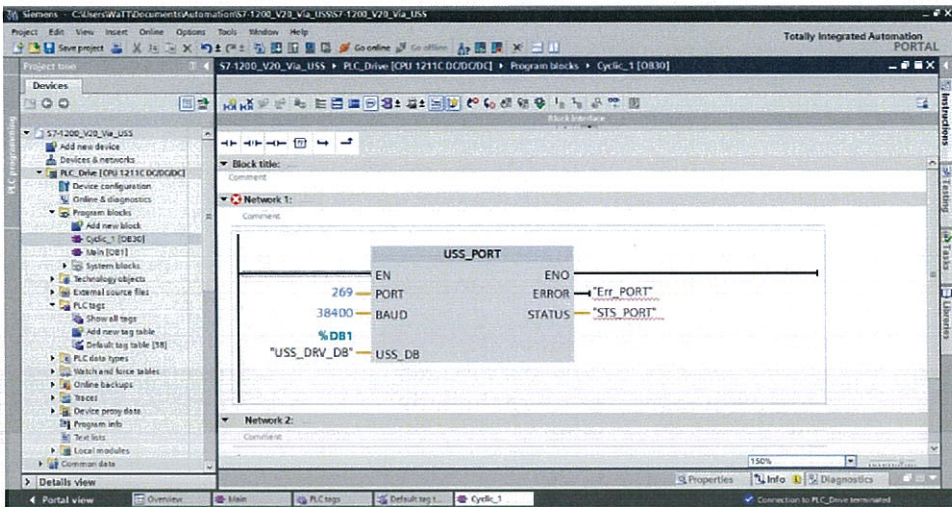 Siemens - C:\Users\WaTT\Documents\Automation\S7-1200_V20_Via_USS\S7-1200_V20_Via_USS
Project Edit View Insert Online Options Tools Window Help
Totally Integrated Automation
PORTAL
Save project
Go online
Go offline
Project tree
S7-1200_V20_Via_USS ▸ PLC_Drive [CPU 1211C DC/DC/DC] ▸ Program blocks ▸ Cyclic_1 [OB30]
Devices
Block interface
PLC programming
S7-1200_V20_Via_USS
Add new device
Devices & networks
PLC_Drive [CPU 1211C DC/DC/DC]
Device configuration
Online & diagnostics
Program blocks
Add new block
Cyclic_1 [OB30]
Main [OB1]
System blocks
Technology objects
External source files
PLC tags
Show all tags
Add new tag table
Default tag table [38]
PLC data types
Watch and force tables
Online backups
Traces
Device proxy data
Program info
Text lists
Local modules
Common data
Details view
Block title:
Comment
Network 1:
Comment
USS_PORT
EN ENO
269 PORT ERROR "Err_PORT"
38400 BAUD STATUS "STS_PORT"
%DB1
"USS_DRV_DB" USS_DB
Network 2:
Comment
150%
Instructions
Testing
Tasks
Libraries
Properties Info Diagnostics
Portal view Overview Main PLC tags Default tag t... Cyclic_1
Connection to PLC_Drive terminated.